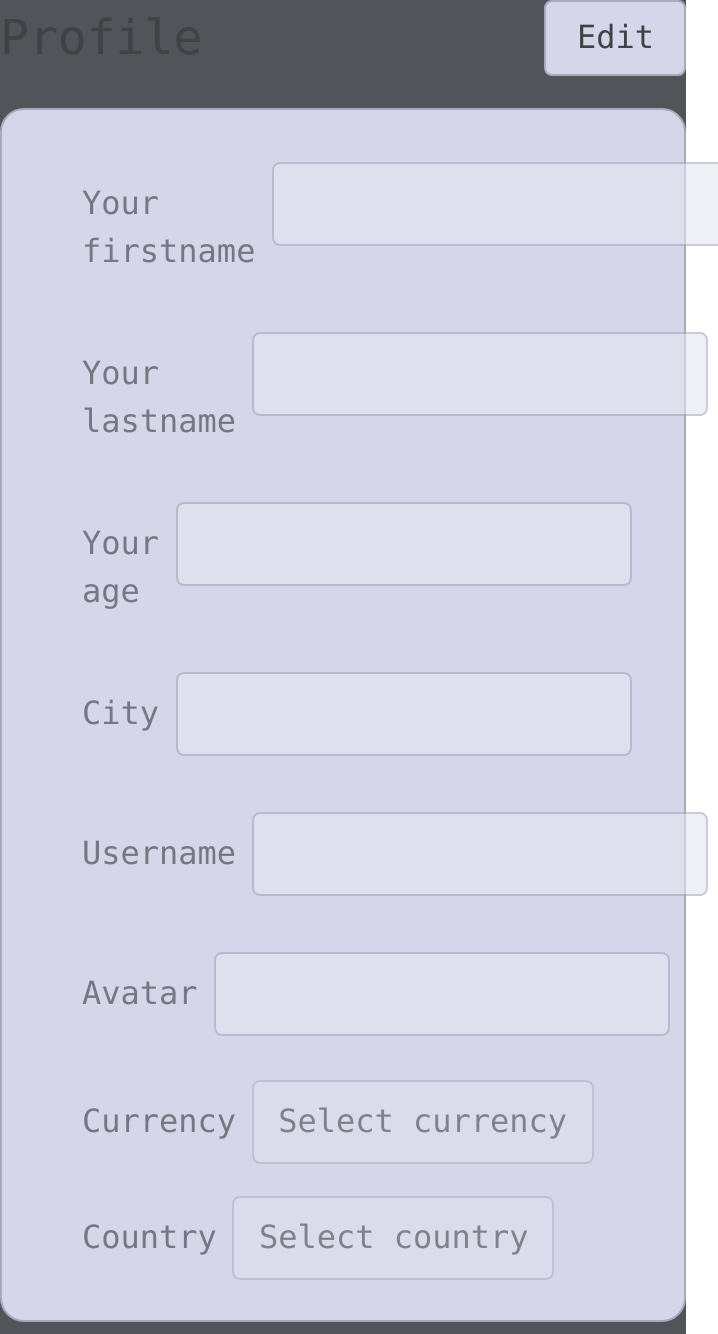 Profile
Edit
Your
firstname
Your
lastname
Your
age
City
Username
Avatar
Currency
Select currency
Country
Select country